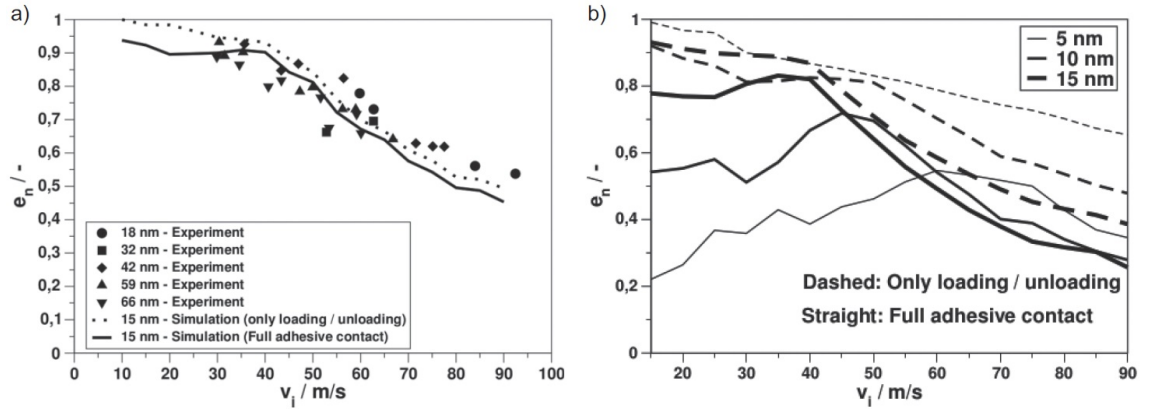 a)
1
0,9
0,8
0,7
0,6
0,5
0,4
0,3
0,2
0,1
0
e_n / -
18 nm - Experiment
32 nm - Experiment
42 nm - Experiment
59 nm - Experiment
66 nm - Experiment
15 nm - Simulation (only loading / unloading)
15 nm - Simulation (Full adhesive contact)
0 10 20 30 40 50 60 70 80 90 100
v_i / m/s
b)
1
0,8
0,6
0,4
0,2
0
e_n / -
5 nm
10 nm
15 nm
Dashed: Only loading / unloading
Straight: Full adhesive contact
20 30 40 50 60 70 80 90
v_i / m/s